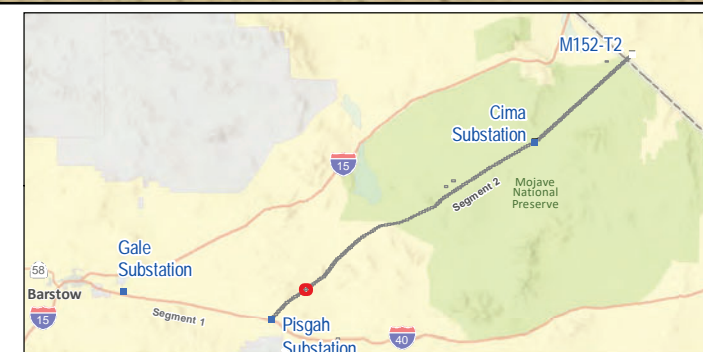 M152-T2
Cima
Substation
15
Mojave
National
Preserve
Segment 2
Gale
Substation
58
Barstow
15
Segment 1
Pisgah
Substation
40